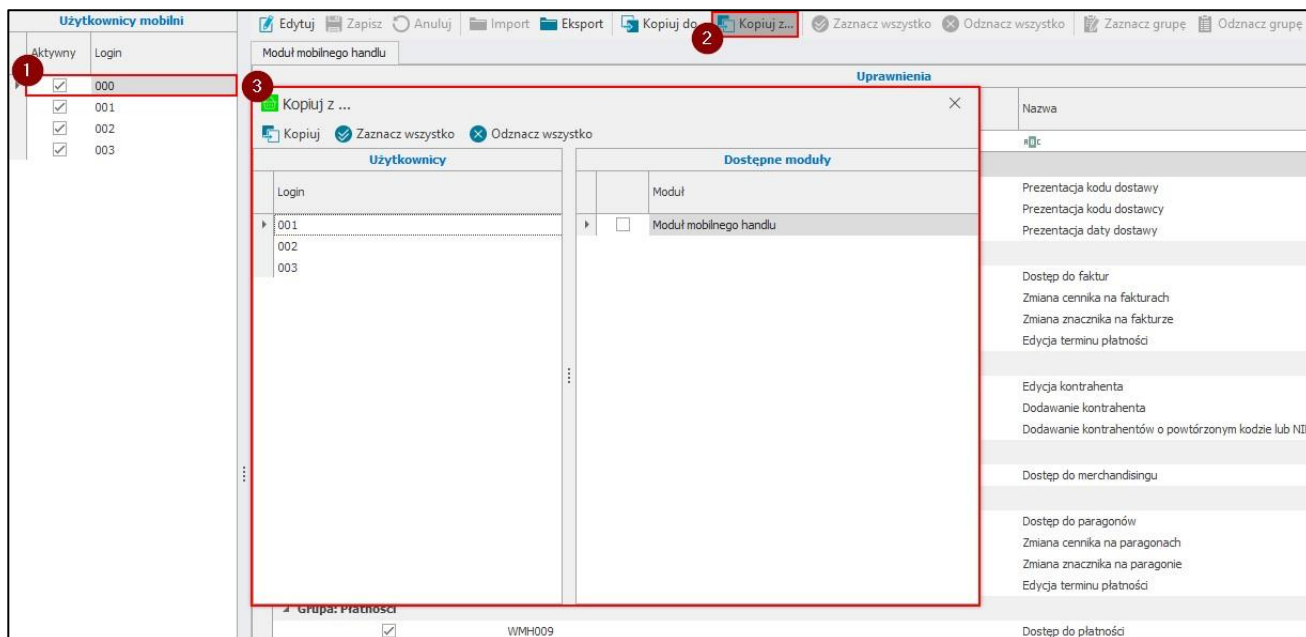 Użytkownicy mobilni
Aktywny Login
1
000
001
002
003
Edytuj Zapisz Anuluj Import Eksport Kopiuj do Kopiuj z... Zaznacz wszystko Odznacz wszystko Zaznacz grupę Odznacz grupę
2
Moduł mobilnego handlu
Uprawnienia
3
Kopiuj z ...
Kopiuj Zaznacz wszystko Odznacz wszystko
Użytkownicy
Login
001
002
003
Dostępne moduły
Moduł
Moduł mobilnego handlu
Nazwa
Prezentacja kodu dostawy
Prezentacja kodu dostawcy
Prezentacja daty dostawy
Dostęp do faktur
Zmiana cennika na fakturach
Zmiana znacznika na fakturze
Edycja terminu płatności
Edycja kontrahenta
Dodawanie kontrahenta
Dodawanie kontrahentów o powtórzonym kodzie lub
Dostęp do merchandisingu
Dostęp do paragonów
Zmiana cennika na paragonach
Zmiana znacznika na paragonie
Edycja terminu płatności
Grupa: Płatności
WMH009 Dostęp do płatności